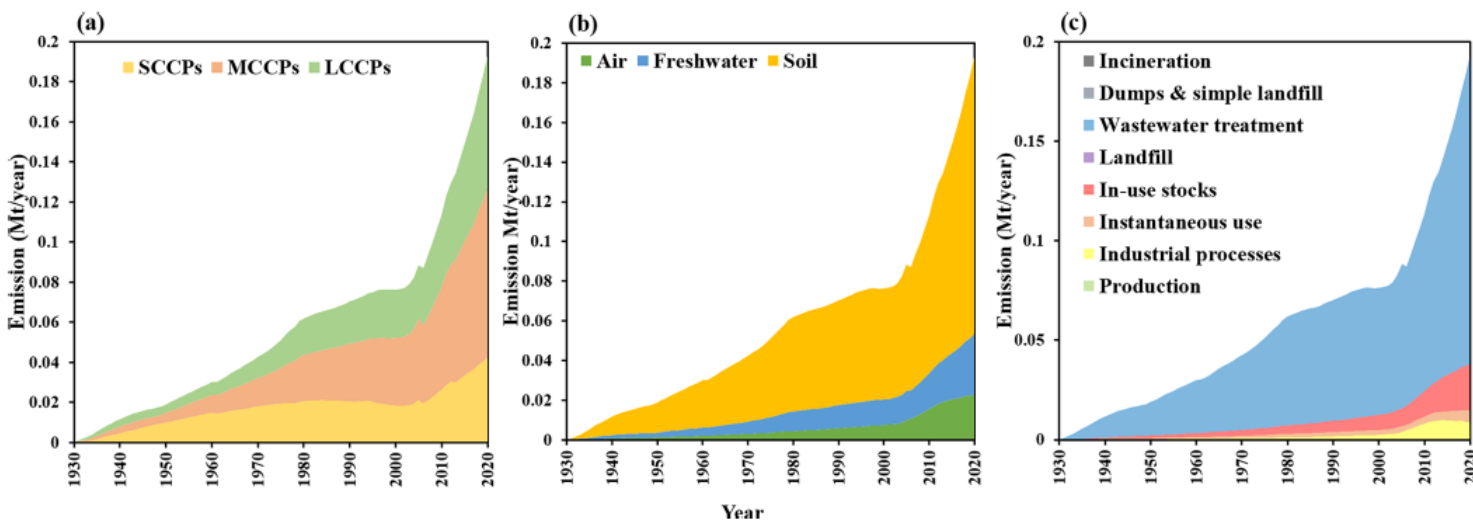 (a)
SCCPs MCCPs LCCPs
Emission (Mt/year)
0.2
0.18
0.16
0.14
0.12
0.1
0.08
0.06
0.04
0.02
0
1930 1940 1950 1960 1970 1980 1990 2000 2010 2020
(b)
Air Freshwater Soil
Emission Mt/year)
0.2
0.18
0.16
0.14
0.12
0.1
0.08
0.06
0.04
0.02
0
1930 1940 1950 1960 1970 1980 1990 2000 2010 2020
Year
(c)
Incineration
Dumps & simple landfill
Wastewater treatment
Landfill
In-use stocks
Instantaneous use
Industrial processes
Production
Emission (Mt/year)
0.2
0.15
0.1
0.05
0
1930 1940 1950 1960 1970 1980 1990 2000 2010 2020